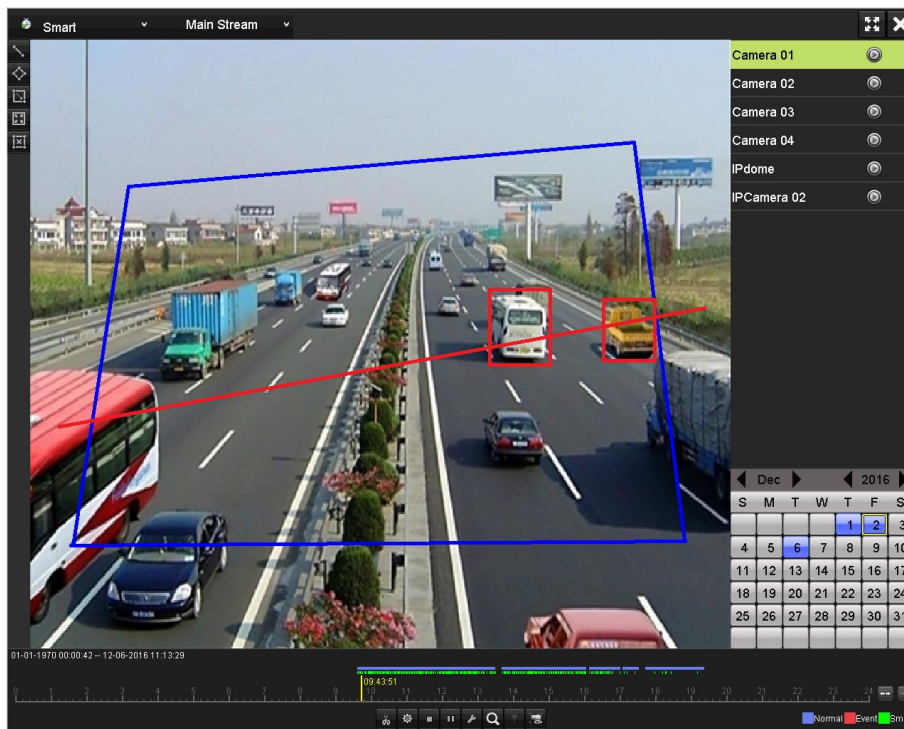 Smart Main Stream
Camera 01
Camera 02
Camera 03
Camera 04
IPdome
IPCamera 02
Dec 2016
S M T W T F S
1 2 3
4 5 6 7 8 9 10
11 12 13 14 15 16 17
18 19 20 21 22 23 24
25 26 27 28 29 30 31
01-01-1970 00:00:42 -- 12-06-2016 11:13:29
09:43:51
0 1 2 3 4 5 6 7 8 9 10 11 12 13 14 15 16 17 18 19 20 21 22 23 24
Normal Event Sm